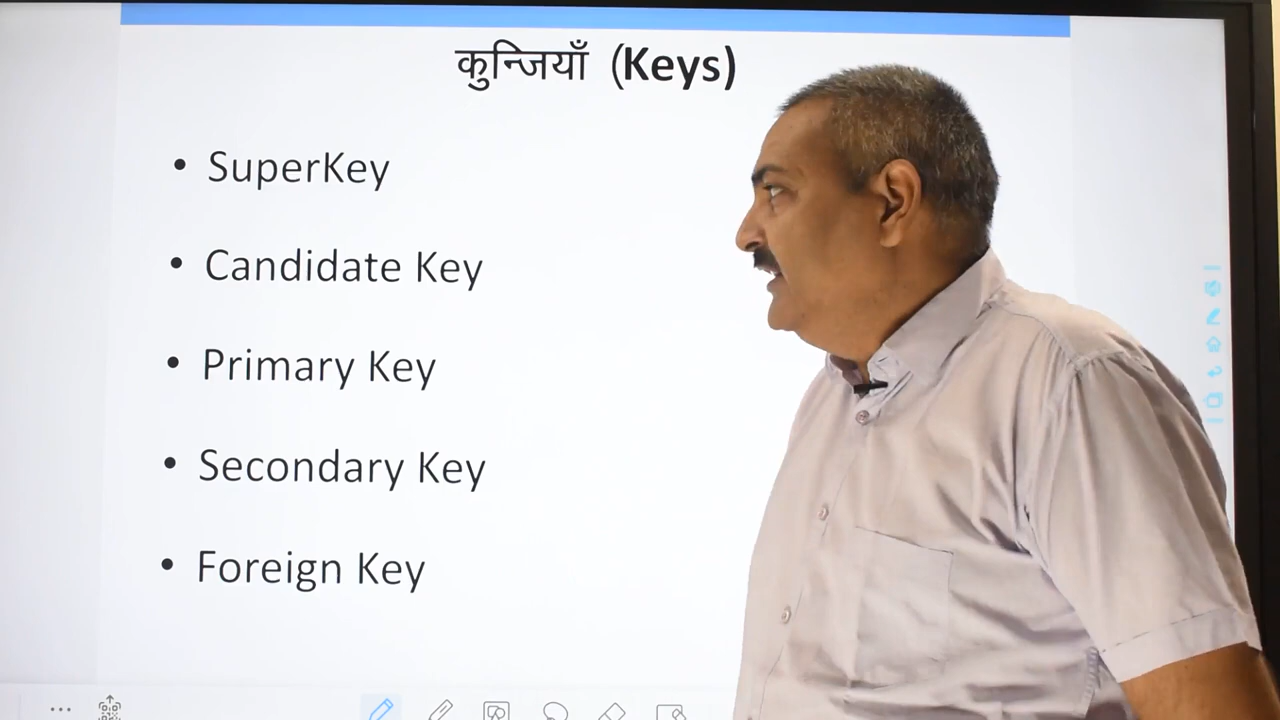 कुन्जियाँ (Keys)
• SuperKey
• Candidate Key
• Primary Key
• Secondary Key
• Foreign Key